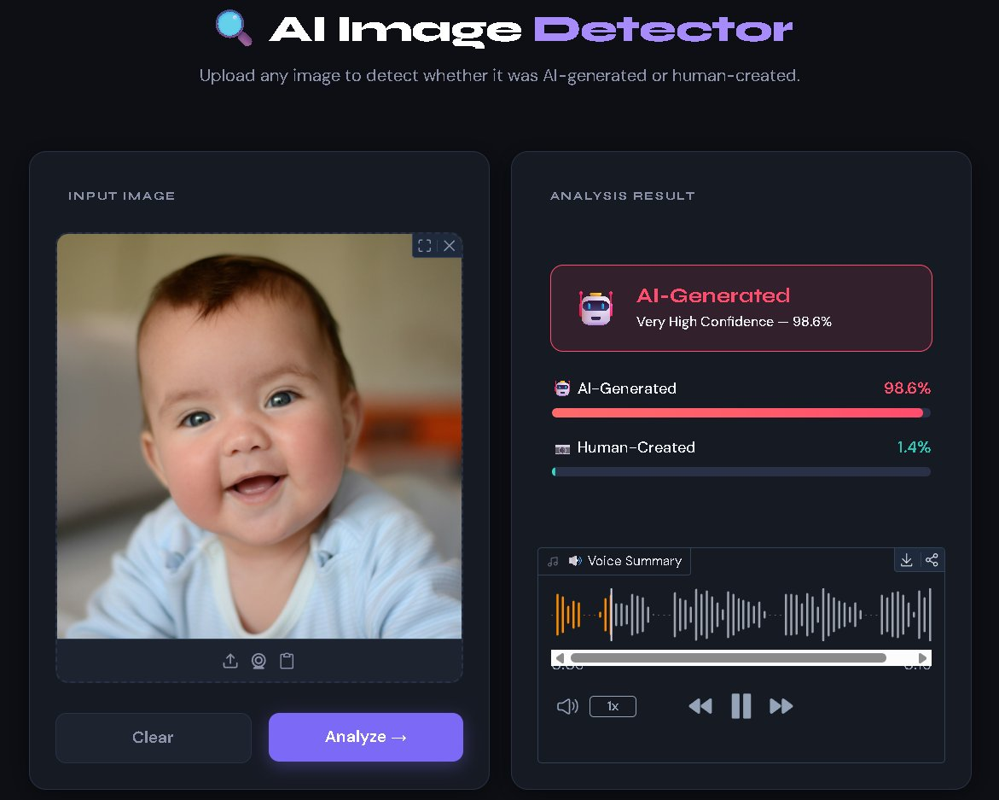 AI Image Detector
Upload any image to detect whether it was AI-generated or human-created.
INPUT IMAGE
Clear
Analyze →
ANALYSIS RESULT
AI-Generated
Very High Confidence — 98.6%
AI-Generated 98.6%
Human-Created 1.4%
Voice Summary
1x